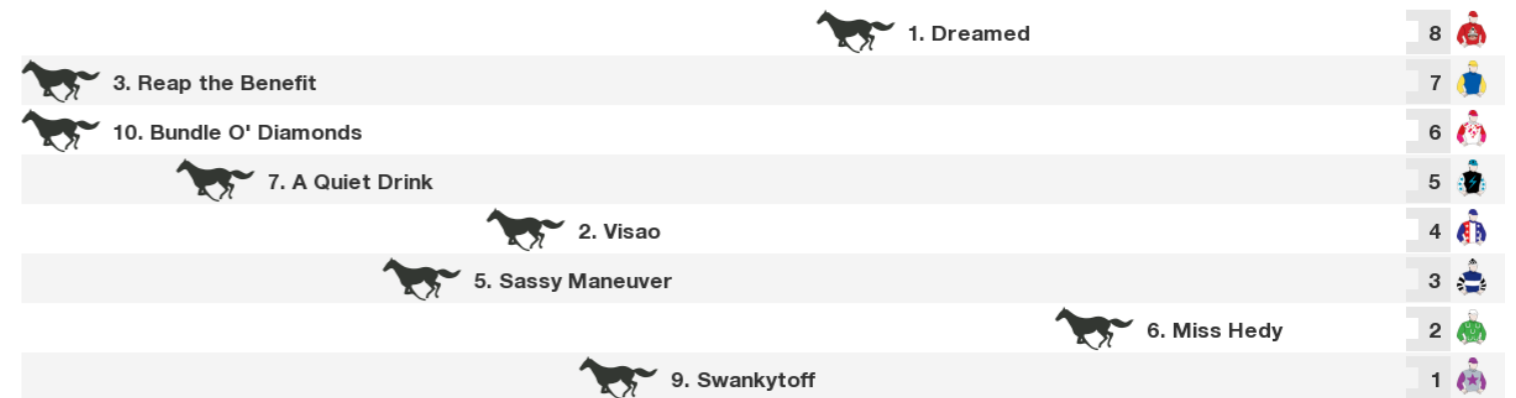 1. Dreamed 8
3. Reap the Benefit 7
10. Bundle O' Diamonds 6
7. A Quiet Drink 5
2. Visao 4
5. Sassy Maneuver 3
6. Miss Hedy 2
9. Swankytoff 1